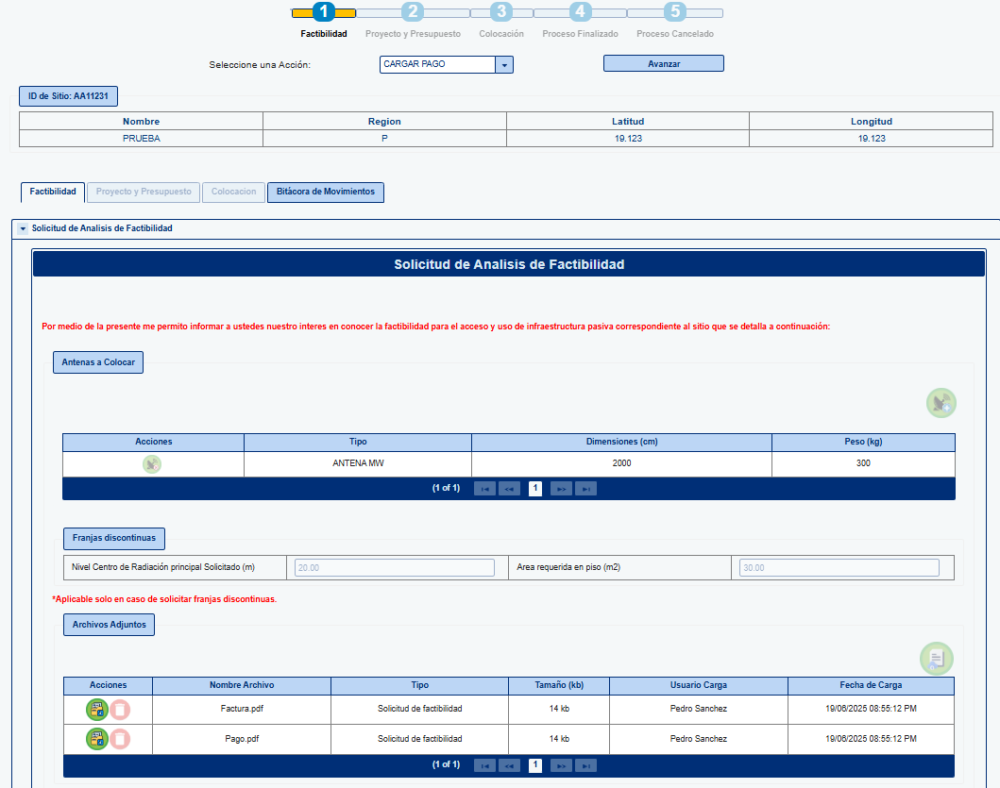 1 2 3 4 5
Factibilidad Proyecto y Presupuesto Colocación Proceso Finalizado Proceso Cancelado
Seleccione una Acción: CARGAR PAGO Avanzar
ID de Sitio: AA11231
Nombre Region Latitud Longitud
PRUEBA P 19.123 19.123
Factibilidad Proyecto y Presupuesto Colocacion Bitácora de Movimientos
Solicitud de Analisis de Factibilidad
Solicitud de Analisis de Factibilidad
Por medio de la presente me permito informar a ustedes nuestro interes en conocer la factibilidad para el acceso y uso de infraestructura pasiva correspondiente al sitio que se detalla a continuación:
Antenas a Colocar
Acciones Tipo Dimensiones (cm) Peso (kg)
ANTENA MW 2000 300
(1 of 1) 1
Franjas discontinuas
Nivel Centro de Radiación principal Solicitado (m) 20.00 Area requerida en piso (m2) 30.00
*Aplicable solo en caso de solicitar franjas discontinuas.
Archivos Adjuntos
Acciones Nombre Archivo Tipo Tamaño (kb) Usuario Carga Fecha de Carga
Factura.pdf Solicitud de factibilidad 14 kb Pedro Sanchez 19/06/2025 08:55:12 PM
Pago.pdf Solicitud de factibilidad 14 kb Pedro Sanchez 19/06/2025 08:55:12 PM
(1 of 1) 1